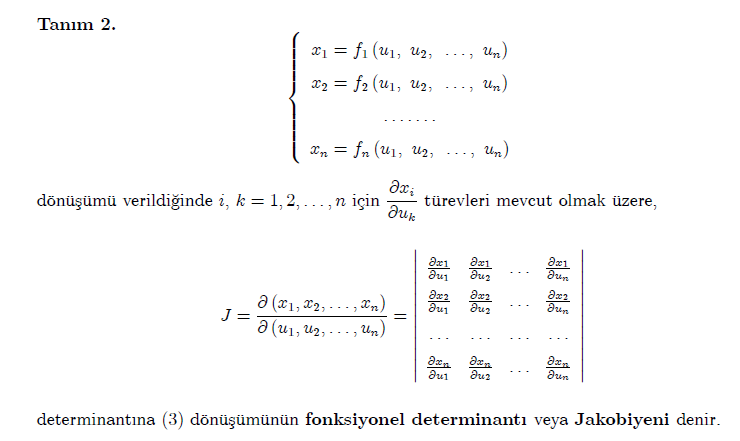 Tanım 2.
x₁ = f₁ (u₁, u₂, ..., uₙ)
x₂ = f₂ (u₁, u₂, ..., uₙ)
.......
xₙ = fₙ (u₁, u₂, ..., uₙ)
dönüşümü verildiğinde i, k = 1, 2, ..., n için ∂xᵢ/∂uₖ türevleri mevcut olmak üzere,
J = ∂ (x₁, x₂, ..., xₙ) / ∂ (u₁, u₂, ..., uₙ) = | ∂x₁/∂u₁ ∂x₁/∂u₂ ... ∂x₁/∂uₙ |
| ∂x₂/∂u₁ ∂x₂/∂u₂ ... ∂x₂/∂uₙ |
| ... ... ... ... |
| ∂xₙ/∂u₁ ∂xₙ/∂u₂ ... ∂xₙ/∂uₙ |
determinantına (3) dönüşümünün fonksiyonel determinantı veya Jakobiyeni denir.